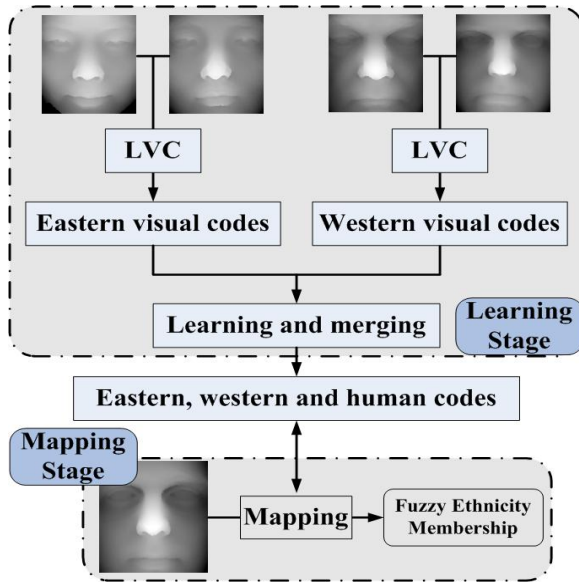 LVC
LVC
Eastern visual codes
Western visual codes
Learning and merging
Learning
Stage
Eastern, western and human codes
Mapping
Stage
Mapping
Fuzzy Ethnicity
Membership